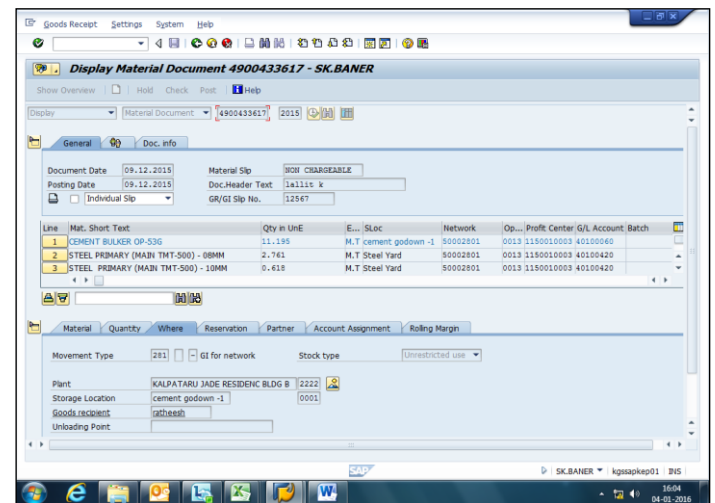 Goods Receipt Settings System Help
Display Material Document 4900433617 - SK.BANER
Show Overview Hold Check Post Help
Display Material Document 4900433617 2015
General Doc. info
Document Date 09.12.2015 Material Slip NON CHARGEABLE
Posting Date 09.12.2015 Doc.Header Text lallit k
Individual Slip GR/GI Slip No. 12567
Line Mat. Short Text Qty in UnE E... SLoc Network Op... Profit Center G/L Account Batch
1 CEMENT BULKER OP-53G 11.195 M.T cement godown -1 50002801 0013 1150010003 40100060
2 STEEL PRIMARY (MAIN TMT-500) - 08MM 2.761 M.T Steel Yard 50002801 0013 1150010003 40100420
3 STEEL PRIMARY (MAIN TMT-500) - 10MM 0.618 M.T Steel Yard 50002801 0013 1150010003 40100420
Material Quantity Where Reservation Partner Account Assignment Rolling Margin
Movement Type 281 - GI for network Stock type Unrestricted use
Plant KALPATARU JADE RESIDENC BLDG B 2222
Storage Location cement godown -1 0001
Goods recipient ratheesh
Unloading Point
SAP SK.BANER kgssapkep01 INS
16:04
04-01-2016